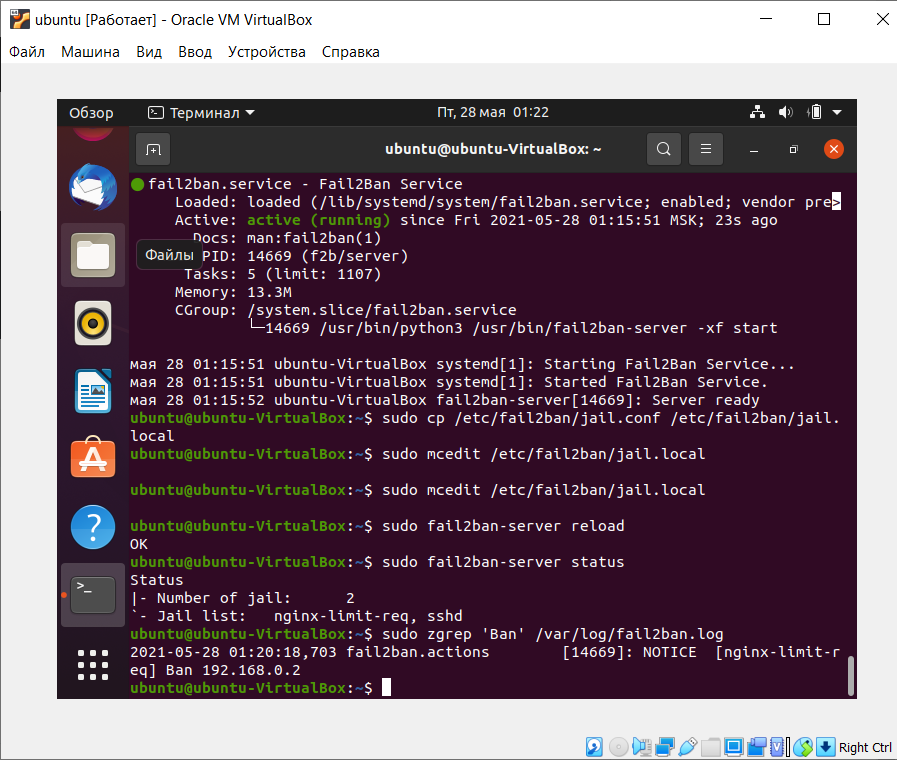 ubuntu [Работает] - Oracle VM VirtualBox
Файл Машина Вид Ввод Устройства Справка
Обзор Терминал Пт, 28 мая 01:22
ubuntu@ubuntu-VirtualBox: ~
fail2ban.service - Fail2Ban Service
Loaded: loaded (/lib/systemd/system/fail2ban.service; enabled; vendor pre>
Active: active (running) since Fri 2021-05-28 01:15:51 MSK; 23s ago
Docs: man:fail2ban(1)
Файлы
PID: 14669 (f2b/server)
Tasks: 5 (limit: 1107)
Memory: 13.3M
CGroup: /system.slice/fail2ban.service
└─14669 /usr/bin/python3 /usr/bin/fail2ban-server -xf start
мая 28 01:15:51 ubuntu-VirtualBox systemd[1]: Starting Fail2Ban Service...
мая 28 01:15:51 ubuntu-VirtualBox systemd[1]: Started Fail2Ban Service.
мая 28 01:15:52 ubuntu-VirtualBox fail2ban-server[14669]: Server ready
ubuntu@ubuntu-VirtualBox:~$ sudo cp /etc/fail2ban/jail.conf /etc/fail2ban/jail.
local
ubuntu@ubuntu-VirtualBox:~$ sudo mcedit /etc/fail2ban/jail.local
ubuntu@ubuntu-VirtualBox:~$ sudo mcedit /etc/fail2ban/jail.local
ubuntu@ubuntu-VirtualBox:~$ sudo fail2ban-server reload
OK
ubuntu@ubuntu-VirtualBox:~$ sudo fail2ban-server status
Status
|- Number of jail: 2
`- Jail list: nginx-limit-req, sshd
ubuntu@ubuntu-VirtualBox:~$ sudo zgrep 'Ban' /var/log/fail2ban.log
2021-05-28 01:20:18,703 fail2ban.actions [14669]: NOTICE [nginx-limit-r
eq] Ban 192.168.0.2
ubuntu@ubuntu-VirtualBox:~$
Right Ctrl